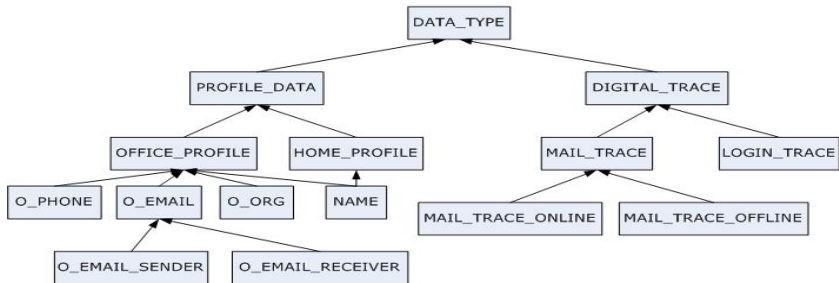 DATA_TYPE
PROFILE_DATA
DIGITAL_TRACE
OFFICE_PROFILE
HOME_PROFILE
MAIL_TRACE
LOGIN_TRACE
O_PHONE
O_EMAIL
O_ORG
NAME
MAIL_TRACE_ONLINE
MAIL_TRACE_OFFLINE
O_EMAIL_SENDER
O_EMAIL_RECEIVER